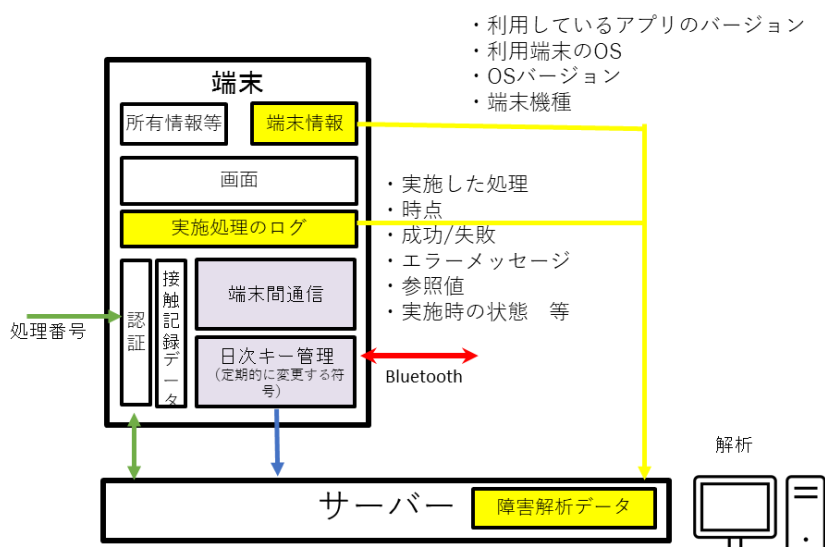 ・利用しているアプリのバージョン
・利用端末のOS
・OSバージョン
・端末機種
端末
所有情報等
端末情報
画面
実施処理のログ
・実施した処理
・時点
・成功/失敗
・エラーメッセージ
・参照値
・実施時の状態　等
認証
接触記録データ
端末間通信
日次キー管理
（定期的に変更する符
号）
処理番号
Bluetooth
解析
サーバー
障害解析データ